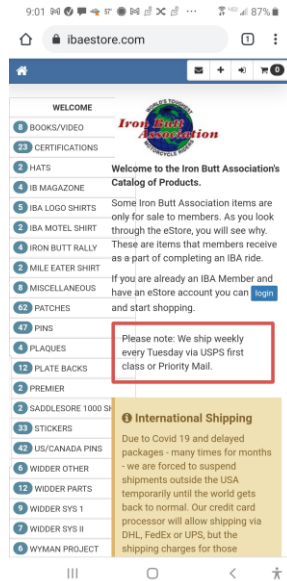 9:01
87%
ibaestore.com
1
0
WELCOME
8 BOOKS/VIDEO
23 CERTIFICATIONS
2 HATS
4 IB MAGAZONE
5 IBA LOGO SHIRTS
2 IBA MOTEL SHIRT
4 IRON BUTT RALLY
2 MILE EATER SHIRT
8 MISCELLANEOUS
62 PATCHES
47 PINS
4 PLAQUES
12 PLATE BACKS
2 PREMIER
2 SADDLESORE 1000 SH
33 STICKERS
42 US/CANADA PINS
6 WIDDER OTHER
12 WIDDER PARTS
9 WIDDER SYS 1
7 WIDDER SYS II
6 WYMAN PROJECT
WORLD'S TOUGHEST
Iron Butt
Association
MOTORCYCLE RIDERS
Welcome to the Iron Butt Association's
Catalog of Products.
Some Iron Butt Association items are
only for sale to members. As you look
through the eStore, you will see why.
These are items that members receive
as a part of completing an IBA ride.
If you are already an IBA Member and
have an eStore account you can login
and start shopping.
Please note: We ship weekly
every Tuesday via USPS first
class or Priority Mail.
International Shipping
Due to Covid 19 and delayed
packages - many times for months
- we are forced to suspend
shipments outside the USA
temporarily until the world gets
back to normal. Our credit card
processor will allow shipping via
DHL, FedEx or UPS, but the
shipping charges for those